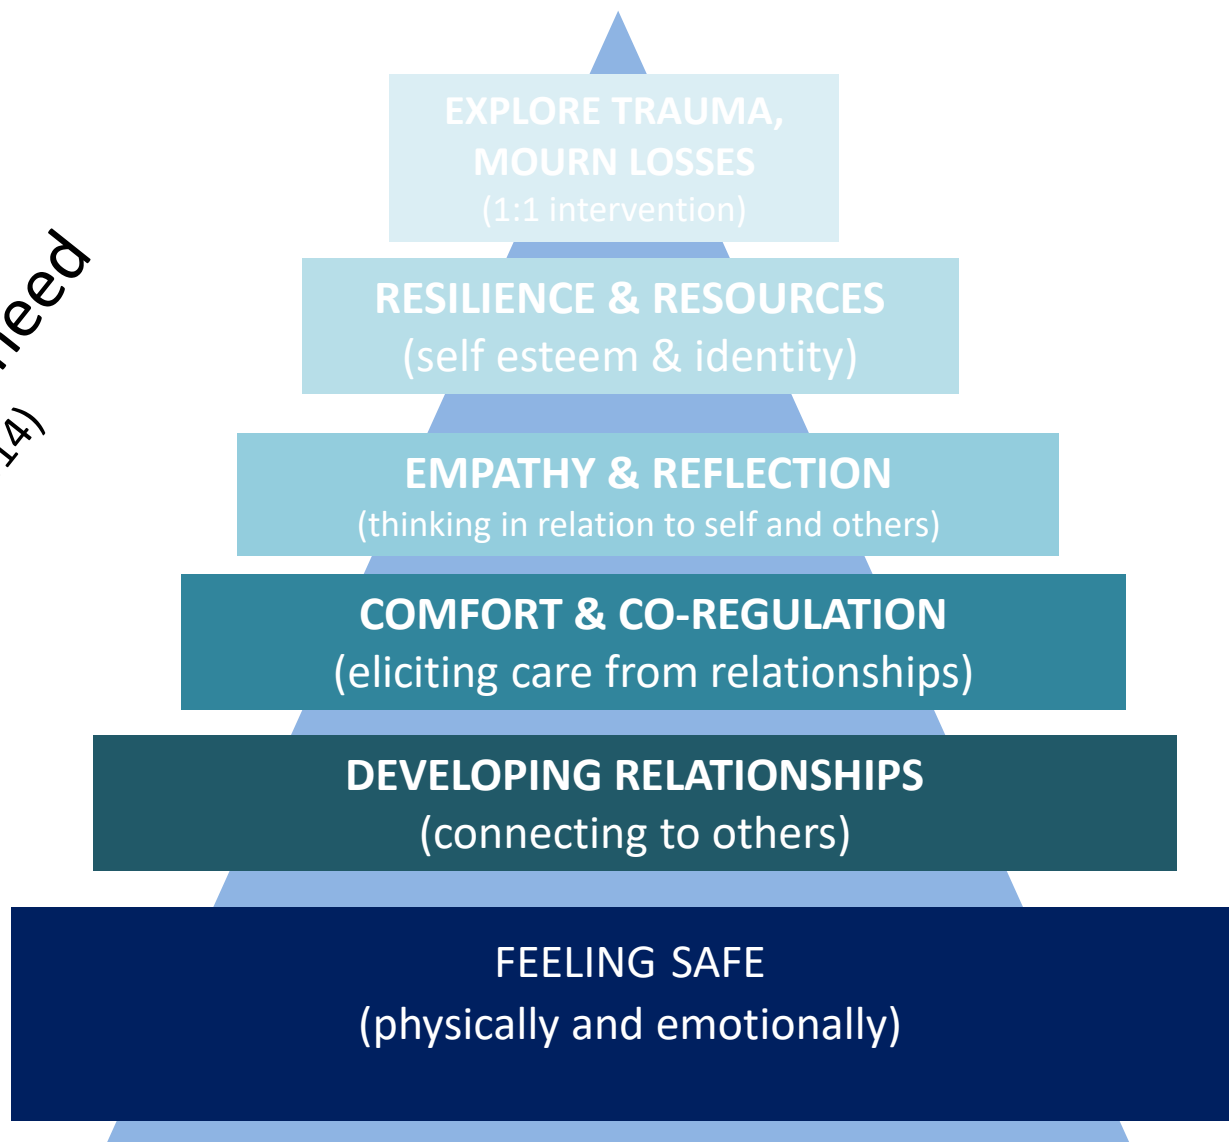 need
14)
EXPLORE TRAUMA,
MOURN LOSSES
(1:1 intervention)
RESILIENCE & RESOURCES
(self esteem & identity)
EMPATHY & REFLECTION
(thinking in relation to self and others)
COMFORT & CO-REGULATION
(eliciting care from relationships)
DEVELOPING RELATIONSHIPS
(connecting to others)
FEELING SAFE
(physically and emotionally)